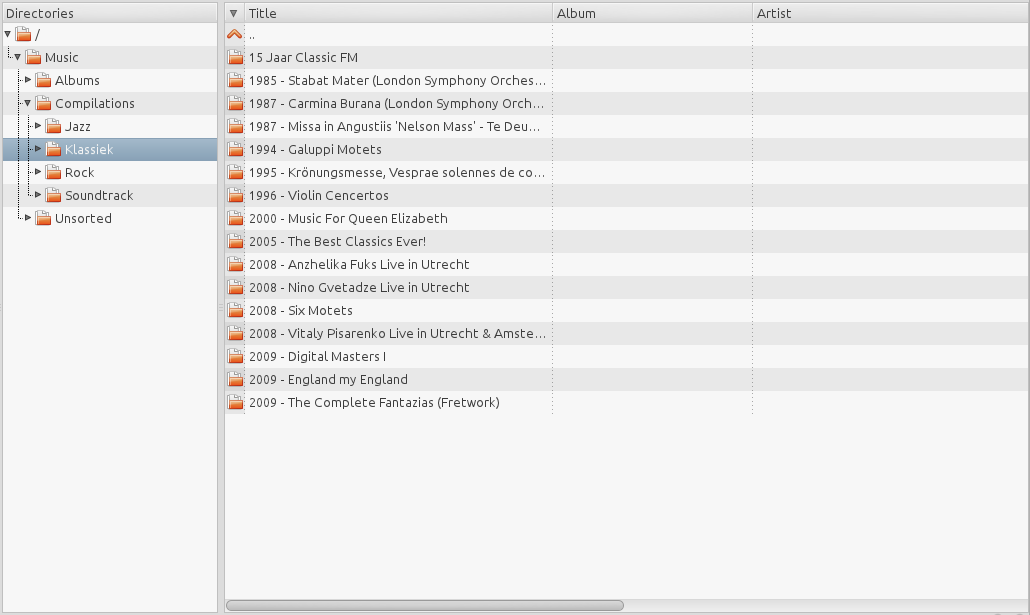 Directories
/
Music
Albums
Compilations
Jazz
Klassiek
Rock
Soundtrack
Unsorted
Title Album Artist
..
15 Jaar Classic FM
1985 - Stabat Mater (London Symphony Orches...
1987 - Carmina Burana (London Symphony Orch...
1987 - Missa in Angustiis 'Nelson Mass' - Te Deu...
1994 - Galuppi Motets
1995 - Krönungsmesse, Vesprae solennes de co...
1996 - Violin Cencertos
2000 - Music For Queen Elizabeth
2005 - The Best Classics Ever!
2008 - Anzhelika Fuks Live in Utrecht
2008 - Nino Gvetadze Live in Utrecht
2008 - Six Motets
2008 - Vitaly Pisarenko Live in Utrecht & Amste...
2009 - Digital Masters I
2009 - England my England
2009 - The Complete Fantazias (Fretwork)